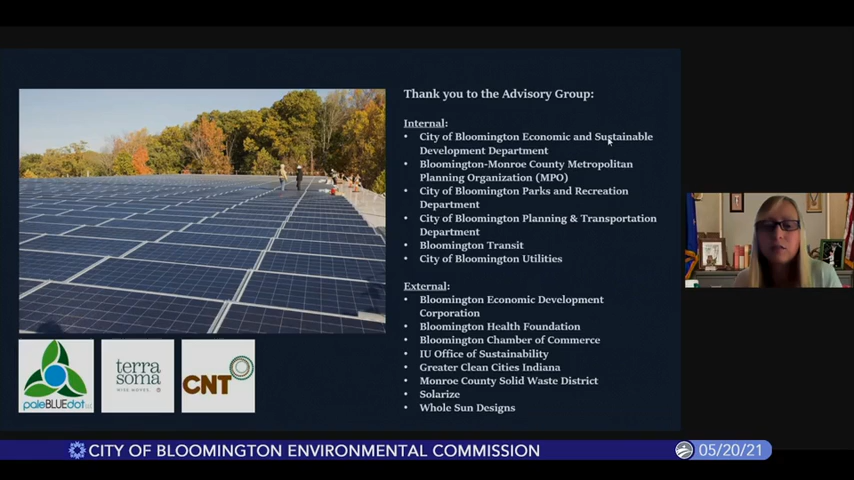 Thank you to the Advisory Group:
Internal:
• City of Bloomington Economic and Sustainable
Development Department
• Bloomington-Monroe County Metropolitan
Planning Organization (MPO)
• City of Bloomington Parks and Recreation
Department
• City of Bloomington Planning & Transportation
Department
• Bloomington Transit
• City of Bloomington Utilities
External:
• Bloomington Economic Development
Corporation
• Bloomington Health Foundation
• Bloomington Chamber of Commerce
• IU Office of Sustainability
• Greater Clean Cities Indiana
• Monroe County Solid Waste District
• Solarize
• Whole Sun Designs
paleBLUEdot
terra
soma
CNT
CITY OF BLOOMINGTON ENVIRONMENTAL COMMISSION
05/20/21